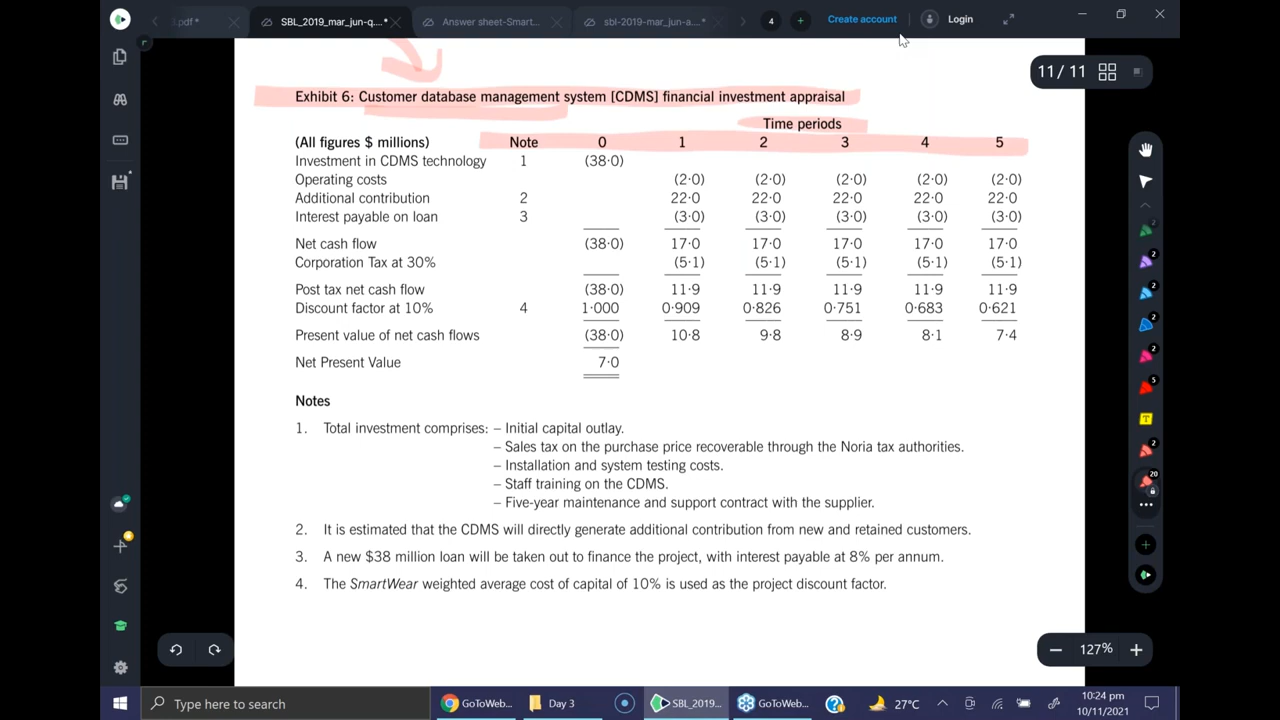 .pdf *
SBL_2019_mar_jun-q....*
Answer sheet-Smart...
sbl-2019-mar_jun-a....*
4
Create account
Login
11/11
Exhibit 6: Customer database management system [CDMS] financial investment appraisal
Time periods
(All figures $ millions) Note 0 1 2 3 4 5
Investment in CDMS technology 1 (38·0)
Operating costs (2·0) (2·0) (2·0) (2·0) (2·0)
Additional contribution 2 22·0 22·0 22·0 22·0 22·0
Interest payable on loan 3 (3·0) (3·0) (3·0) (3·0) (3·0)
Net cash flow (38·0) 17·0 17·0 17·0 17·0 17·0
Corporation Tax at 30% (5·1) (5·1) (5·1) (5·1) (5·1)
Post tax net cash flow (38·0) 11·9 11·9 11·9 11·9 11·9
Discount factor at 10% 4 1·000 0·909 0·826 0·751 0·683 0·621
Present value of net cash flows (38·0) 10·8 9·8 8·9 8·1 7·4
Net Present Value 7·0
Notes
1. Total investment comprises: – Initial capital outlay.
– Sales tax on the purchase price recoverable through the Noria tax authorities.
– Installation and system testing costs.
– Staff training on the CDMS.
– Five-year maintenance and support contract with the supplier.
2. It is estimated that the CDMS will directly generate additional contribution from new and retained customers.
3. A new $38 million loan will be taken out to finance the project, with interest payable at 8% per annum.
4. The SmartWear weighted average cost of capital of 10% is used as the project discount factor.
2
2
2
2
2
5
T
2
20
127%
Type here to search
GoToWeb...
Day 3
SBL_2019...
GoToWeb...
27°C
10:24 pm
10/11/2021